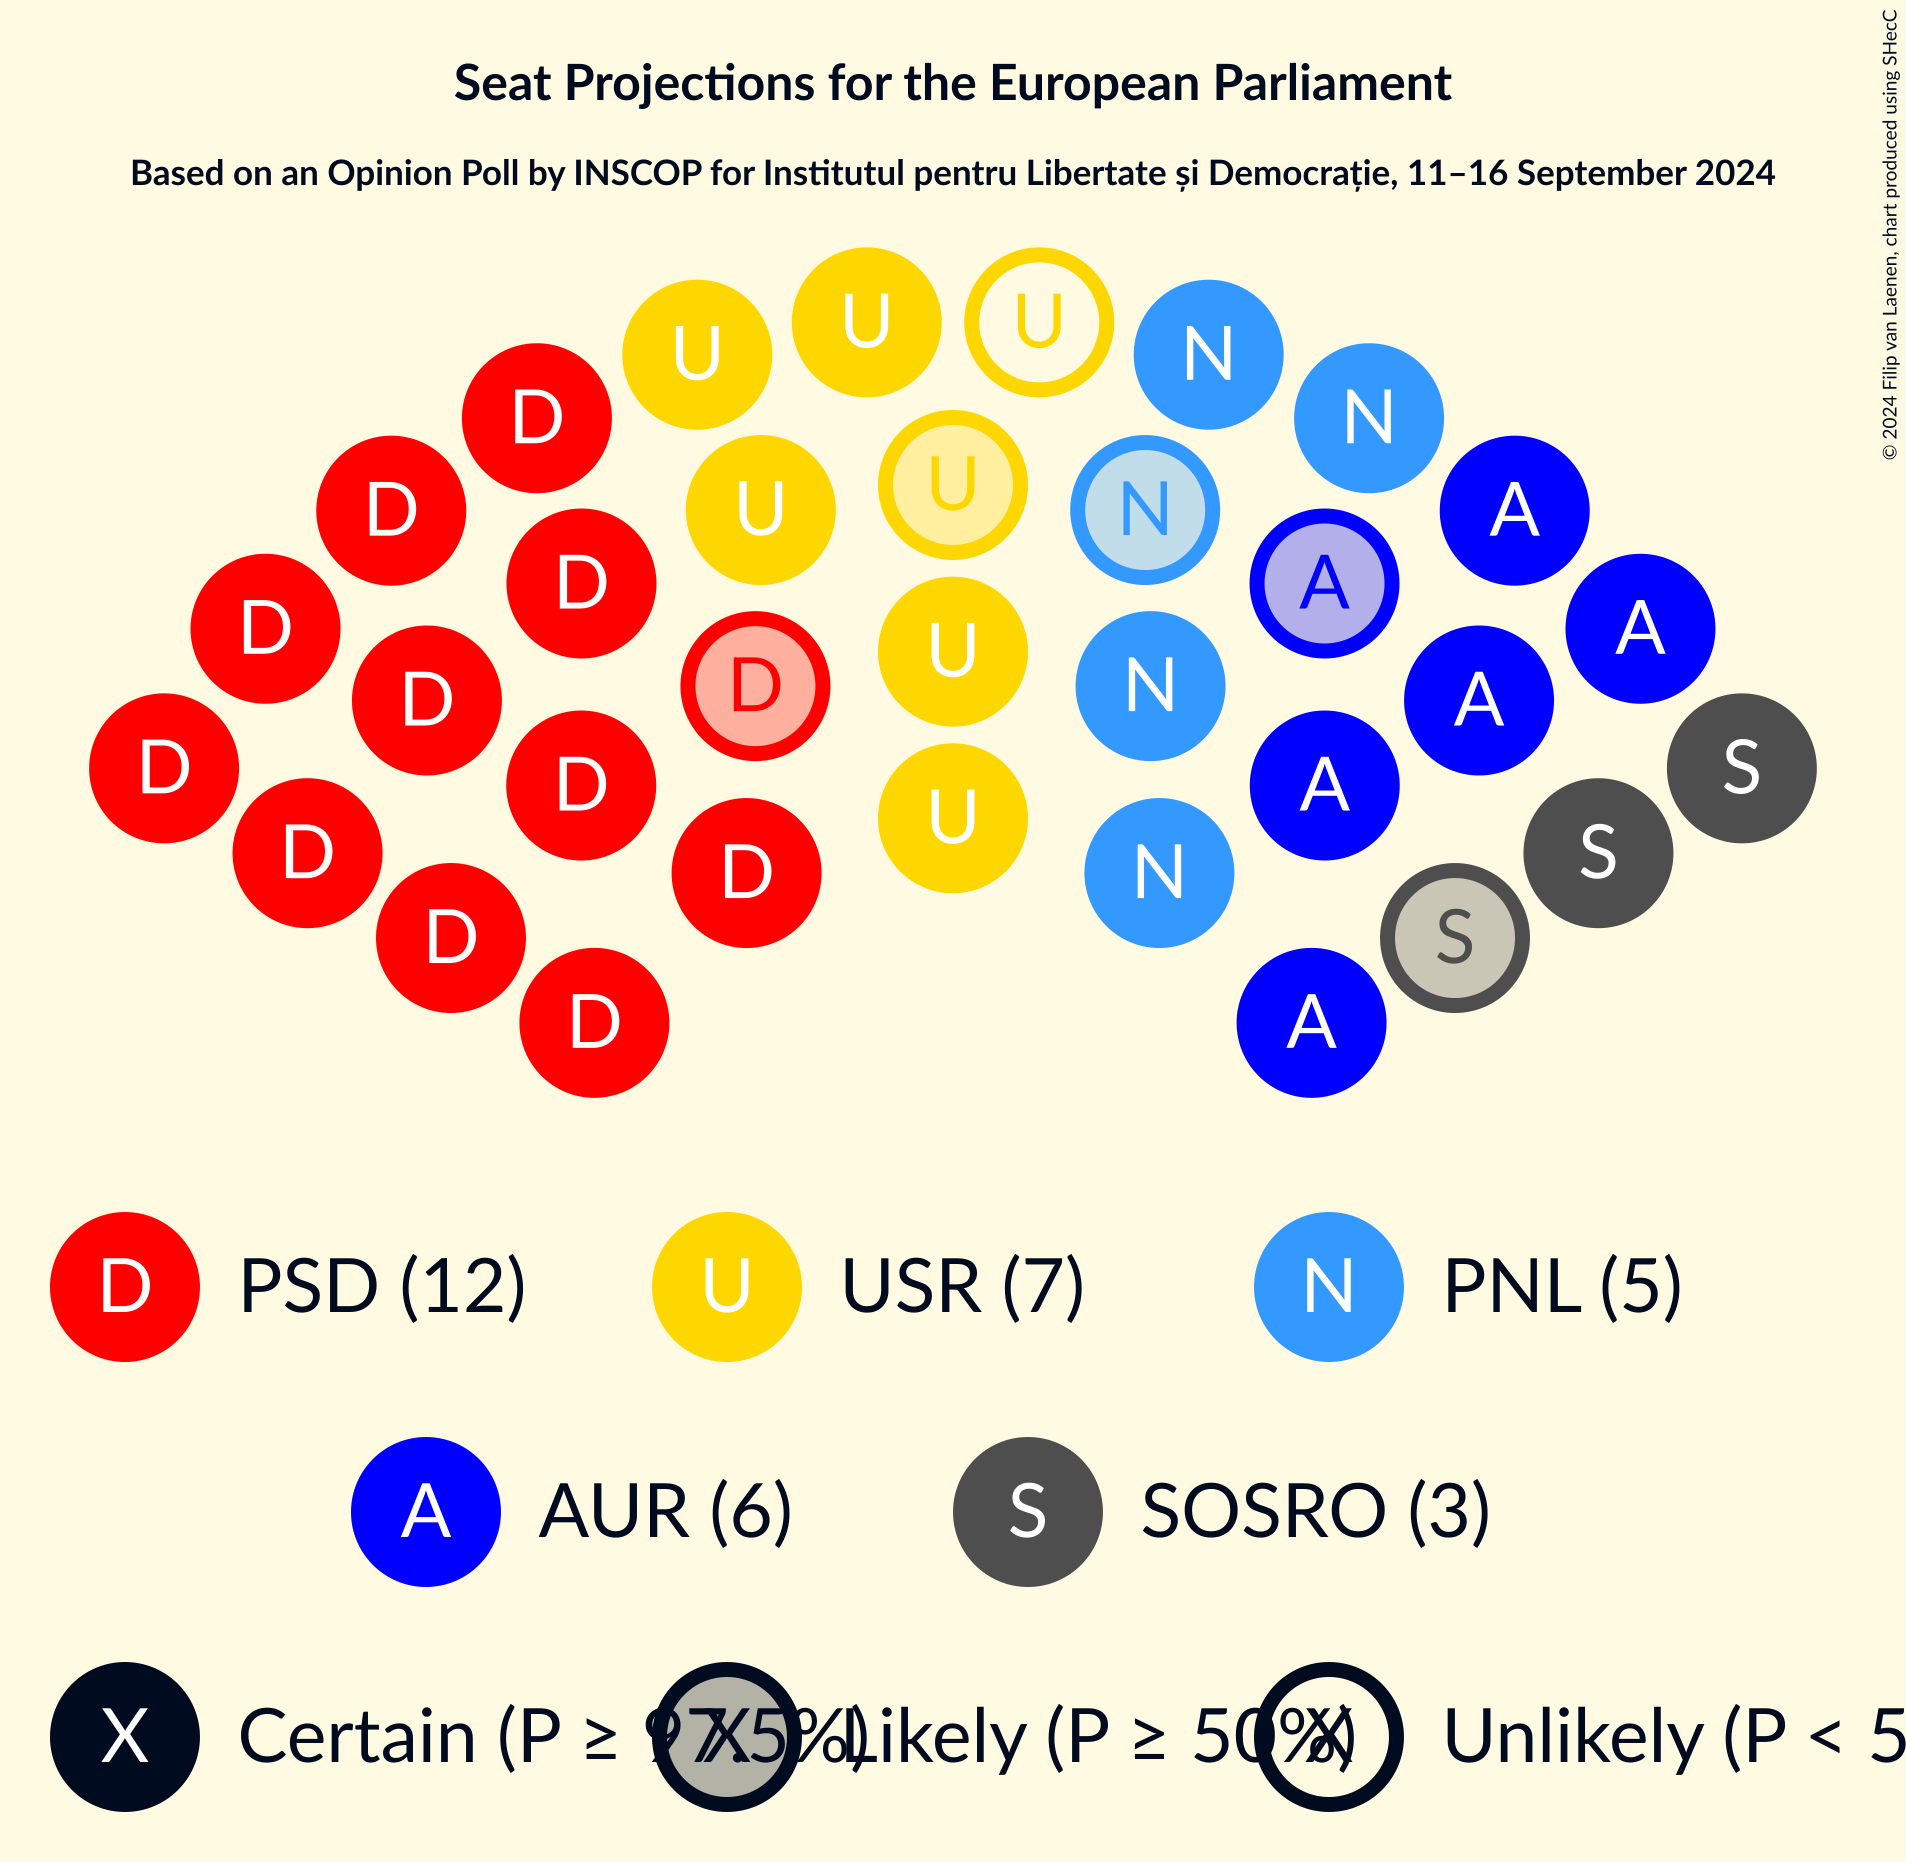 Seat Projections for the European Parliament
Based on an Opinion Poll by INSCOP for Institutul pentru Libertate și Democrație, 11–16 September 2024
© 2024 Filip van Laenen, chart produced using SHecC
U U U
U N
D N
D U U N A
D D A A
D D N
D D U N A A
D D A S
D D U N A S
D S
D A
D PSD (12) U USR (7) N PNL (5)
A AUR (6) S SOSRO (3)
X Certain (P ≥ 97.5%) X Likely (P ≥ 50%) X Unlikely (P < 5